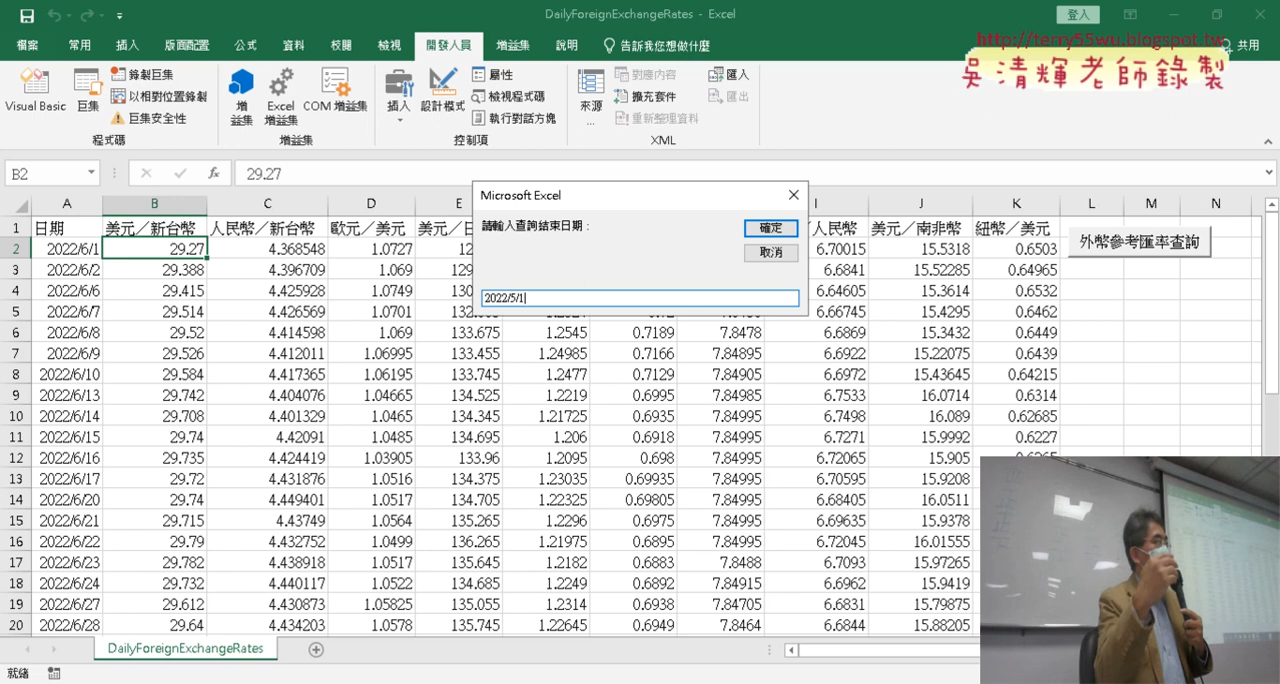 DailyForeignExchangeRates - Excel
登入
檔案 常用 插入 版面配置 公式 資料 校閱 檢視 開發人員 增益集 說明 告訴我您想做什麼 共用
http://terry55wu.blogspot.tw
吳清輝老師錄製
Visual Basic 巨集 錄製巨集 以相對位置錄製 巨集安全性 程式碼
增益集 Excel 增益集 COM 增益集 增益集
插入 設計模式 屬性 檢視程式碼 執行對話方塊 控制項
來源 ... 對應內容 擴充套件 重新整理資料 匯入 匯出 XML
B2 fx 29.27
A B C D E I J K L M N
1 日期 美元／新台幣 人民幣／新台幣 歐元／美元 美元／日 ／人民幣 美元／南非幣 紐幣／美元
2 2022/6/1 29.27 4.368548 1.0727 12 6.70015 15.5318 0.6503
3 2022/6/2 29.388 4.396709 1.069 129 6.6841 15.52285 0.64965
4 2022/6/6 29.415 4.425928 1.0749 130 6.64605 15.3614 0.6532
5 2022/6/7 29.514 4.426569 1.0701 6.66745 15.4295 0.6462
6 2022/6/8 29.52 4.414598 1.069 133.675 1.2545 0.7189 7.8478 6.6869 15.3432 0.6449
7 2022/6/9 29.526 4.412011 1.06995 133.455 1.24985 0.7166 7.84895 6.6922 15.22075 0.6439
8 2022/6/10 29.584 4.417365 1.06195 133.745 1.2477 0.7129 7.84905 6.6972 15.43645 0.64215
9 2022/6/13 29.742 4.404076 1.04665 134.525 1.2219 0.6995 7.84985 6.7533 16.0714 0.6314
10 2022/6/14 29.708 4.401329 1.0465 134.345 1.21725 0.6935 7.84995 6.7498 16.089 0.62685
11 2022/6/15 29.74 4.42091 1.0485 134.695 1.206 0.6918 7.84995 6.7271 15.9992 0.6227
12 2022/6/16 29.735 4.424419 1.03905 133.96 1.2095 0.698 7.84995 6.72065 15.905
13 2022/6/17 29.72 4.431876 1.0516 134.375 1.23035 0.69935 7.84995 6.70595 15.9208
14 2022/6/20 29.74 4.449401 1.0517 134.705 1.22325 0.69805 7.84995 6.68405 16.0511
15 2022/6/21 29.715 4.43749 1.0564 135.265 1.2296 0.6975 7.84995 6.69635 15.9378
16 2022/6/22 29.79 4.432752 1.0499 136.265 1.21975 0.6895 7.84995 6.72045 16.01555
17 2022/6/23 29.782 4.438918 1.0571 135.645 1.2182 0.6883 7.8488 6.7093 15.97265
18 2022/6/24 29.732 4.440117 1.0522 134.685 1.2249 0.6892 7.84915 6.6962 15.9419
19 2022/6/27 29.612 4.430873 1.05825 135.055 1.2314 0.6938 7.84705 6.6831 15.79875
20 2022/6/28 29.64 4.434203 1.0578 135.745 1.22645 0.6949 7.8464 6.6844 15.88205
外幣參考匯率查詢
Microsoft Excel
請輸入查詢結束日期：
確定
取消
2022/5/1
DailyForeignExchangeRates
就緒